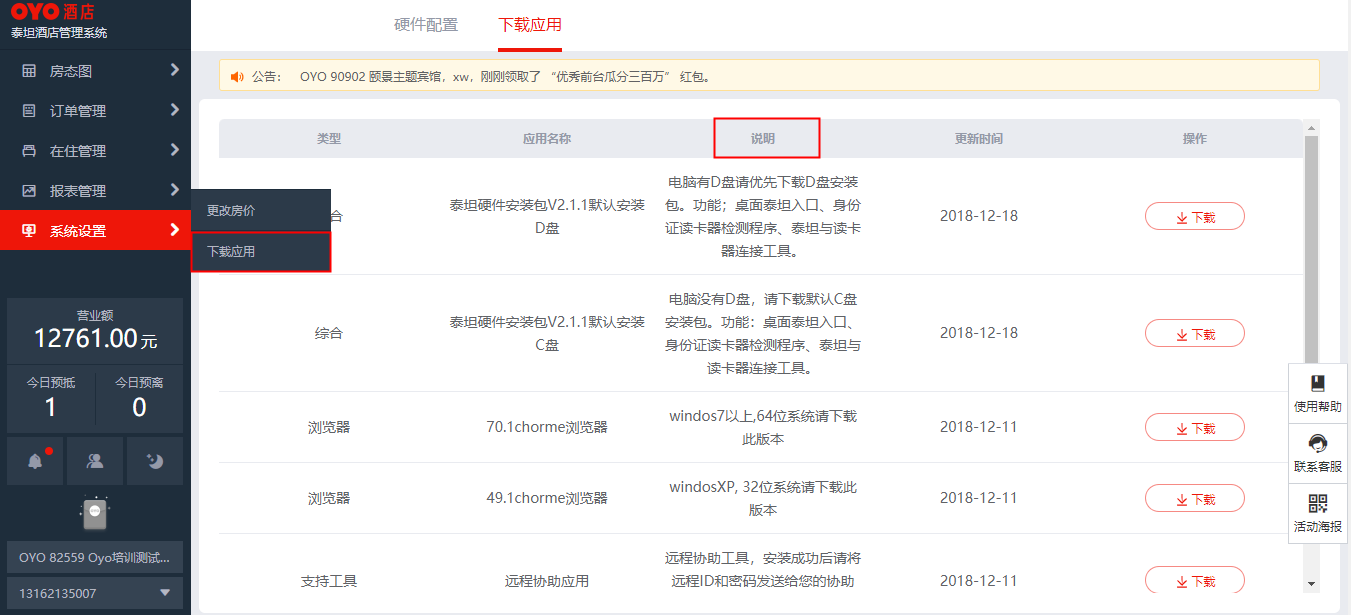 OYO 酒店
泰坦酒店管理系统
房态图
订单管理
在住管理
报表管理
系统设置
更改房价
下载应用
营业额
12761.00元
今日预抵
今日预离
1
0
OYO 82559 Oyo培训测试...
13162135007
硬件配置
下载应用
公告：
OYO 90902 颐景主题宾馆，xw，刚刚领取了 “优秀前台瓜分三百万” 红包。
类型
应用名称
说明
更新时间
操作
合
泰坦硬件安装包V2.1.1默认安装
D盘
电脑有D盘请优先下载D盘安装
包。功能；桌面泰坦入口、身份
证读卡器检测程序、泰坦与读卡
器连接工具。
2018-12-18
下载
综合
泰坦硬件安装包V2.1.1默认安装
C盘
电脑没有D盘，请下载默认C盘
安装包。功能：桌面泰坦入口、
身份证读卡器检测程序、泰坦与
读卡器连接工具。
2018-12-18
下载
浏览器
70.1chorme浏览器
windos7以上,64位系统请下载
此版本
2018-12-11
下载
浏览器
49.1chorme浏览器
windosXP, 32位系统请下载此
版本
2018-12-11
下载
支持工具
远程协助应用
远程协助工具，安装成功后请将
远程ID和密码发送给您的协助
2018-12-11
下载
使用帮助
联系客服
活动海报